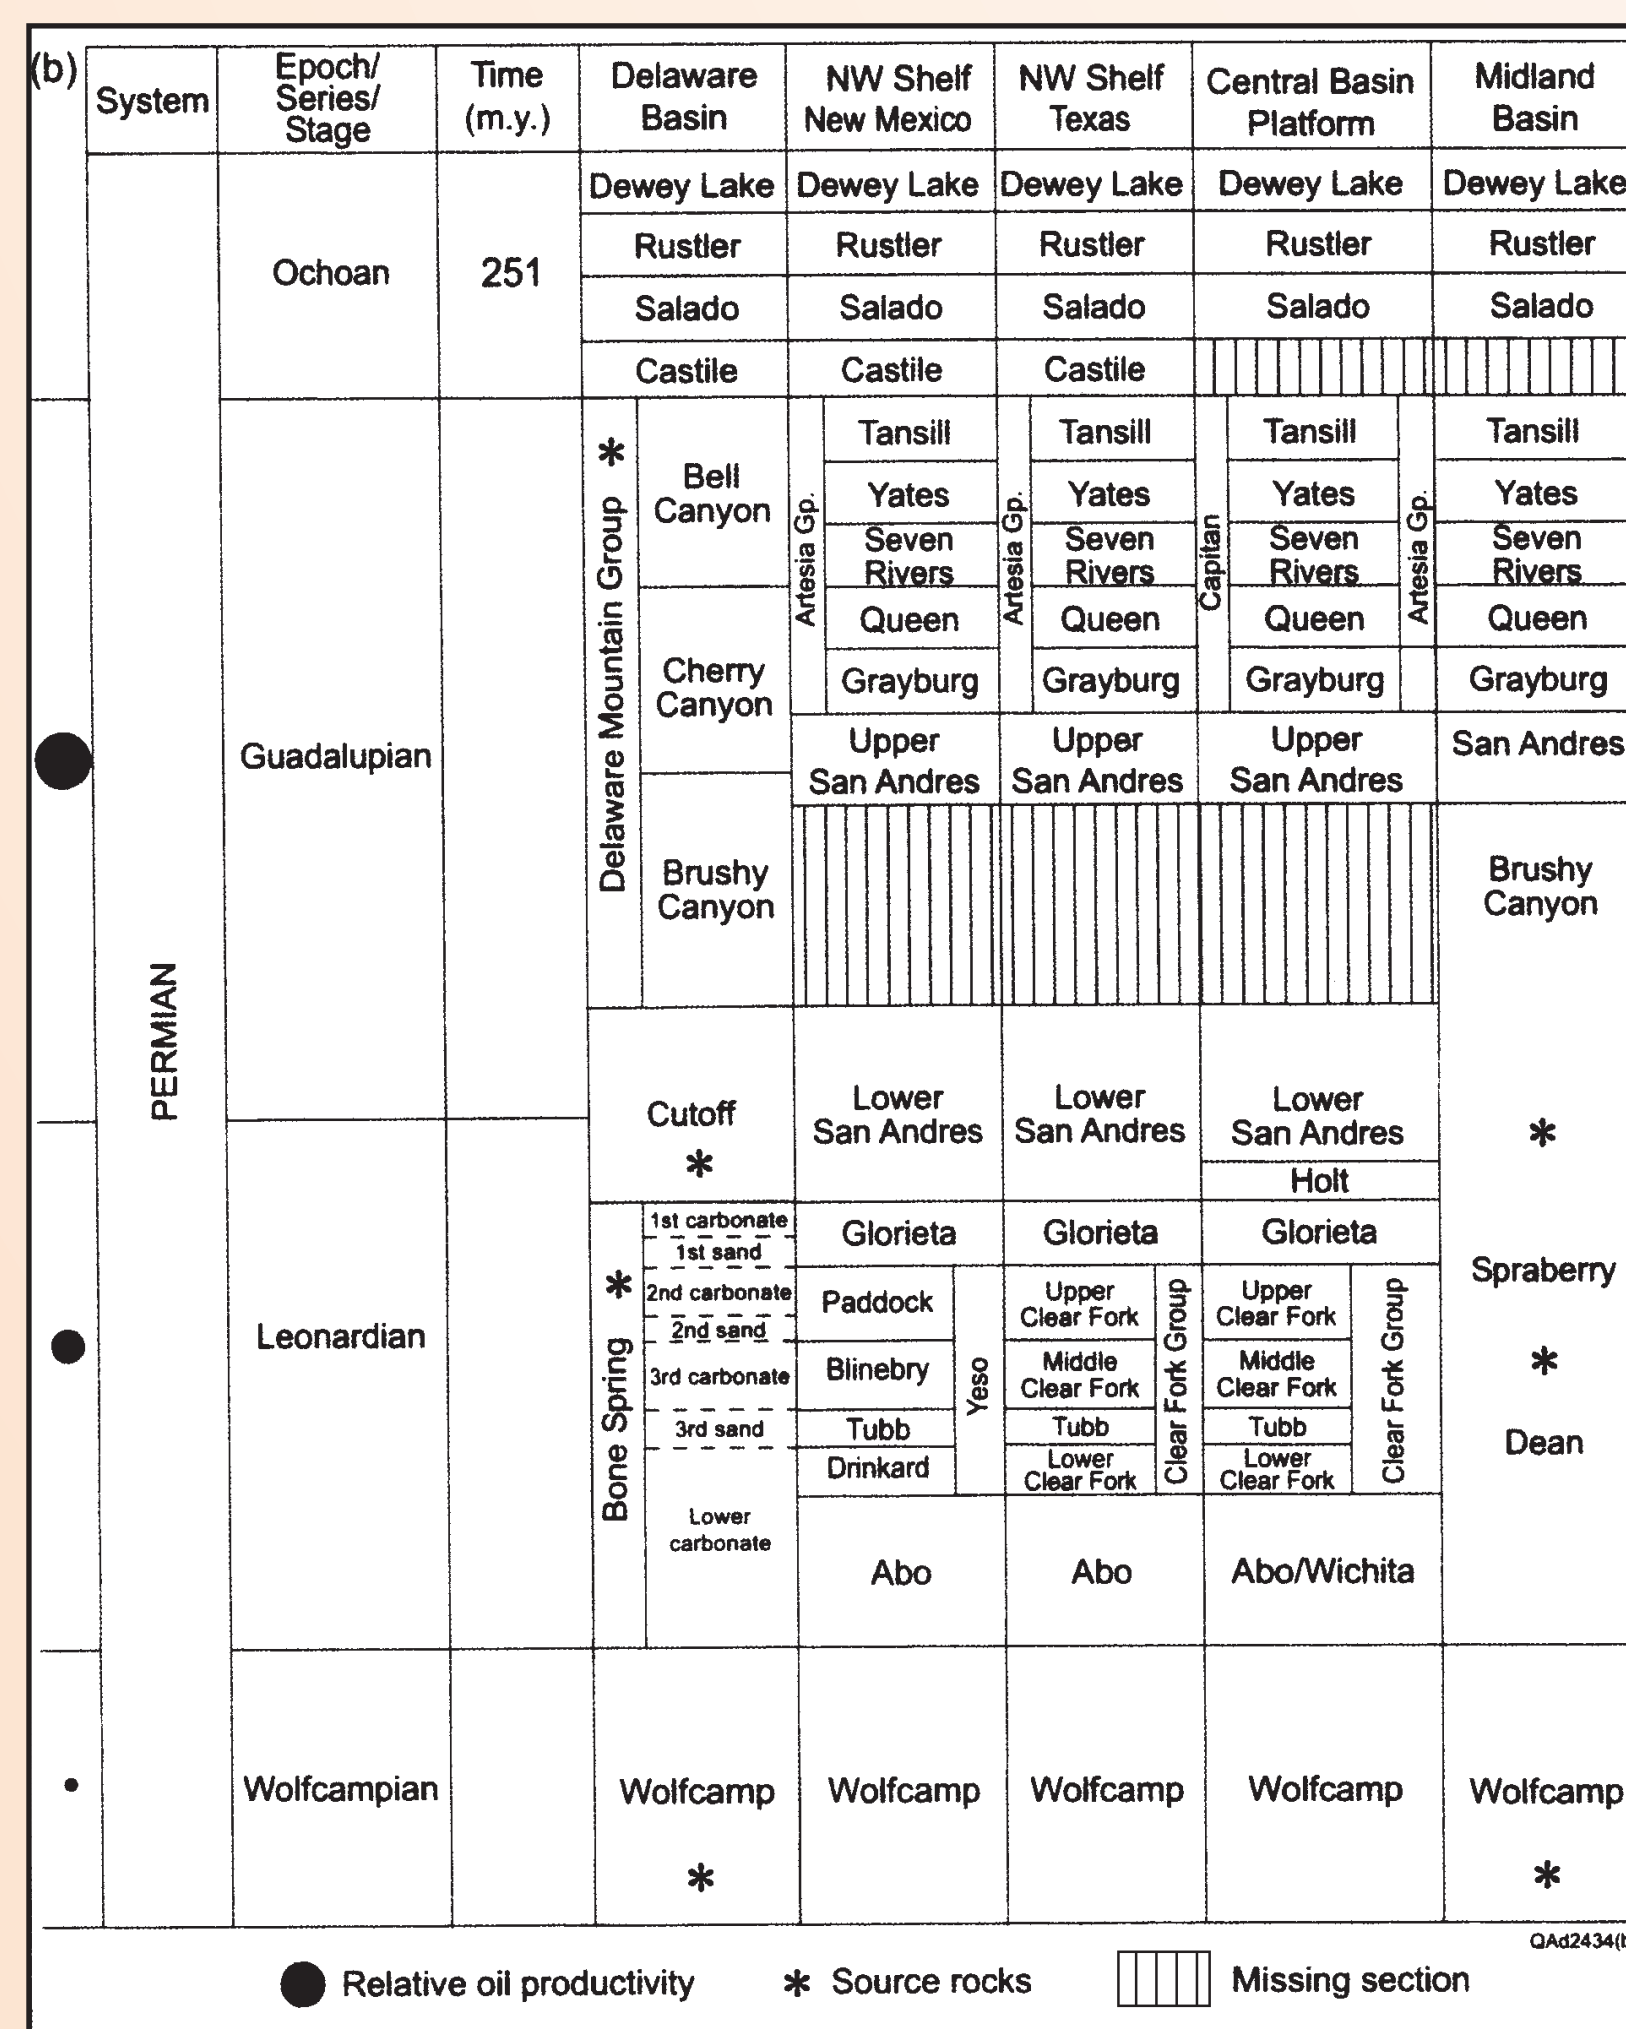 (b)
System
Epoch/
Series/
Stage
Time
(m.y.)
Delaware
Basin
NW Shelf
New Mexico
NW Shelf
Texas
Central Basin
Platform
Midland
Basin
PERMIAN
Ochoan
251
Dewey Lake
Dewey Lake
Dewey Lake
Dewey Lake
Dewey Lake
Rustler
Rustler
Rustler
Rustler
Rustler
Salado
Salado
Salado
Salado
Salado
Castile
Castile
Castile
Guadalupian
Delaware Mountain Group *
Bell
Canyon
Cherry
Canyon
Brushy
Canyon
Artesia Gp.
Tansill
Yates
Seven
Rivers
Queen
Grayburg
Upper
San Andres
Artesia Gp.
Tansill
Yates
Seven
Rivers
Queen
Grayburg
Upper
San Andres
Capitan
Tansill
Yates
Seven
Rivers
Queen
Grayburg
Artesia Gp.
Upper
San Andres
Tansill
Yates
Seven
Rivers
Queen
Grayburg
San Andres
Brushy
Canyon
*
Cutoff
*
Lower
San Andres
Lower
San Andres
Lower
San Andres
Holt
Leonardian
Bone Spring *
1st carbonate
1st sand
2nd carbonate
2nd sand
3rd carbonate
3rd sand
Lower
carbonate
Glorieta
Paddock
Blinebry
Tubb
Drinkard
Yeso
Abo
Glorieta
Upper
Clear Fork
Middle
Clear Fork
Tubb
Lower
Clear Fork
Clear Fork Group
Abo
Glorieta
Upper
Clear Fork
Middle
Clear Fork
Tubb
Lower
Clear Fork
Clear Fork Group
Abo/Wichita
Spraberry
*
Dean
Wolfcampian
Wolfcamp
*
Wolfcamp
Wolfcamp
Wolfcamp
Wolfcamp
*
QAd2434(b
Relative oil productivity
* Source rocks
Missing section